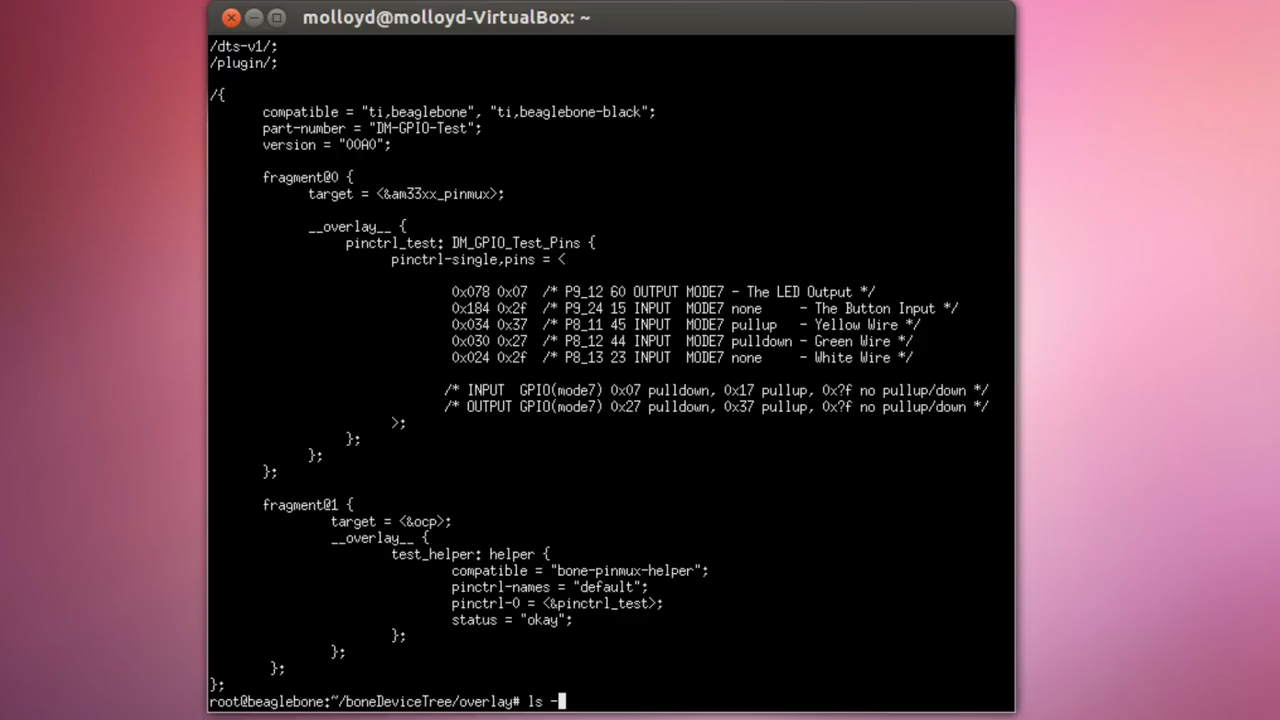 molloyd@molloyd-VirtualBox: ~
/dts-v1/;
/plugin/;
/{
compatible = "ti,beaglebone", "ti,beaglebone-black";
part-number = "DM-GPIO-Test";
version = "00A0";
fragment@0 {
target = <&am33xx_pinmux>;
__overlay__ {
pinctrl_test: DM_GPIO_Test_Pins {
pinctrl-single,pins = <
0x078 0x07  /* P9_12 60 OUTPUT MODE7 - The LED Output */
0x184 0x2f  /* P9_24 15 INPUT  MODE7 none     - The Button Input */
0x034 0x37  /* P8_11 45 INPUT  MODE7 pullup   - Yellow Wire */
0x030 0x27  /* P8_12 44 INPUT  MODE7 pulldown - Green Wire */
0x024 0x2f  /* P8_13 23 INPUT  MODE7 none     - White Wire */
/* INPUT  GPIO(mode7) 0x07 pulldown, 0x17 pullup, 0x?f no pullup/down */
/* OUTPUT GPIO(mode7) 0x27 pulldown, 0x37 pullup, 0x?f no pullup/down */
>;
};
};
};
fragment@1 {
target = <&ocp>;
__overlay__ {
test_helper: helper {
compatible = "bone-pinmux-helper";
pinctrl-names = "default";
pinctrl-0 = <&pinctrl_test>;
status = "okay";
};
};
};
};
root@beaglebone:~/boneDeviceTree/overlay# ls -